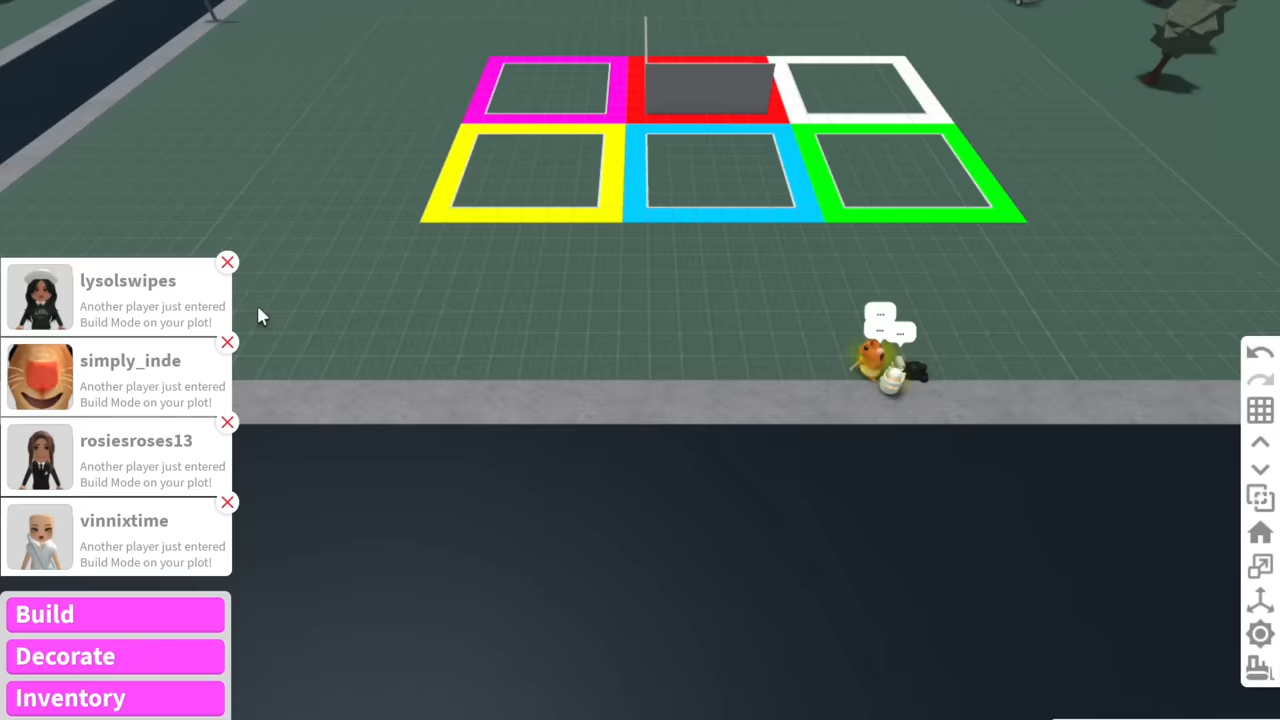 lysolswipes
Another player just entered
Build Mode on your plot!
simply_inde
Another player just entered
Build Mode on your plot!
rosiesroses13
Another player just entered
Build Mode on your plot!
vinnixtime
Another player just entered
Build Mode on your plot!
...
...
...
Build
Decorate
Inventory